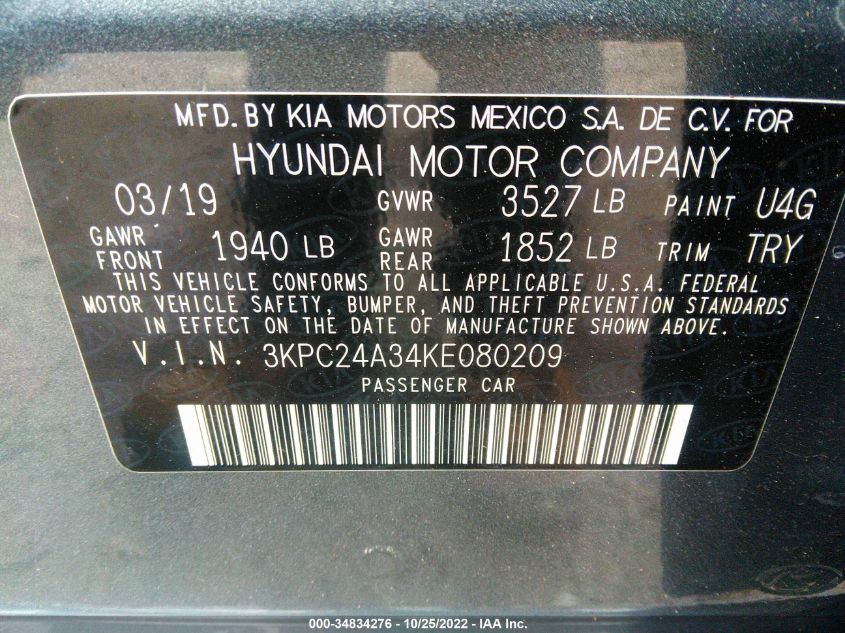 MFD. BY KIA MOTORS MEXICO S.A. DE C.V. FOR
HYUNDAI MOTOR COMPANY
03/19 GVWR 3527 LB PAINT U4G
GAWR FRONT 1940 LB GAWR REAR 1852 LB TRIM TRY
THIS VEHICLE CONFORMS TO ALL APPLICABLE U.S.A. FEDERAL
MOTOR VEHICLE SAFETY, BUMPER, AND THEFT PREVENTION STANDARDS
IN EFFECT ON THE DATE OF MANUFACTURE SHOWN ABOVE.
V.I.N. 3KPC24A34KE080209
PASSENGER CAR
000-34834276 - 10/25/2022 - IAA Inc.